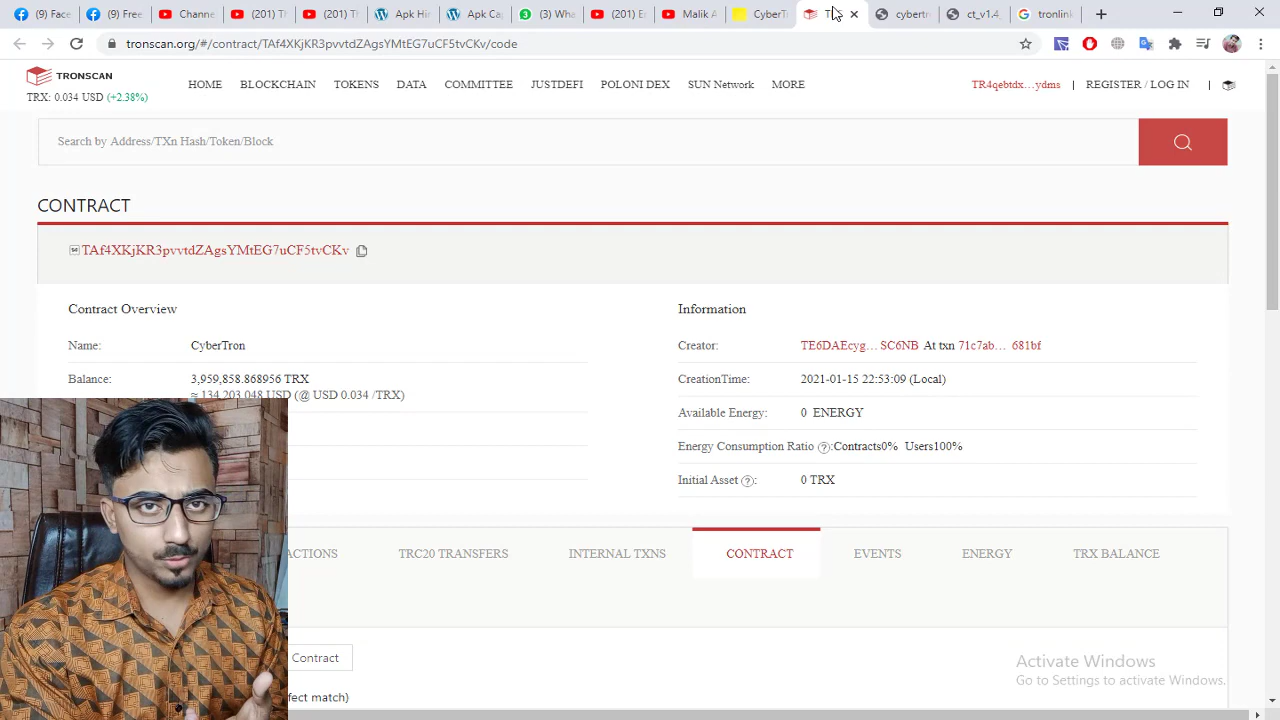 (9) Face
(9) Free
Channe
(201) Ti
(201) Ti
Apk Hir
Apk Ca
(3) Wha
(201) E
Malik A
CyberT
T
cybertr
ct_v1.4.
tronlink
tronscan.org/#/contract/TAf4XKjKR3pvvtdZAgsYMtEG7uCF5tvCKv/code
TRONSCAN
TRX: 0.034 USD (+2.38%)
HOME BLOCKCHAIN TOKENS DATA COMMITTEE JUSTDEFI POLONI DEX SUN Network MORE
TR4qebtdx...ydms | REGISTER / LOG IN |
Search by Address/TXn Hash/Token/Block
CONTRACT
TAf4XKjKR3pvvtdZAgsYMtEG7uCF5tvCKv
Contract Overview
Name: CyberTron
Balance: 3,959,858.868956 TRX
≈ 134,203.048 USD (@ USD 0.034 /TRX)
Information
Creator: TE6DAEcyg... SC6NB At txn 71c7ab... 681bf
CreationTime: 2021-01-15 22:53:09 (Local)
Available Energy: 0 ENERGY
Energy Consumption Ratio ?:Contracts0% Users100%
Initial Asset ?: 0 TRX
ACTIONS TRC20 TRANSFERS INTERNAL TXNS CONTRACT EVENTS ENERGY TRX BALANCE
Contract
fect match)
Activate Windows
Go to Settings to activate Windows.